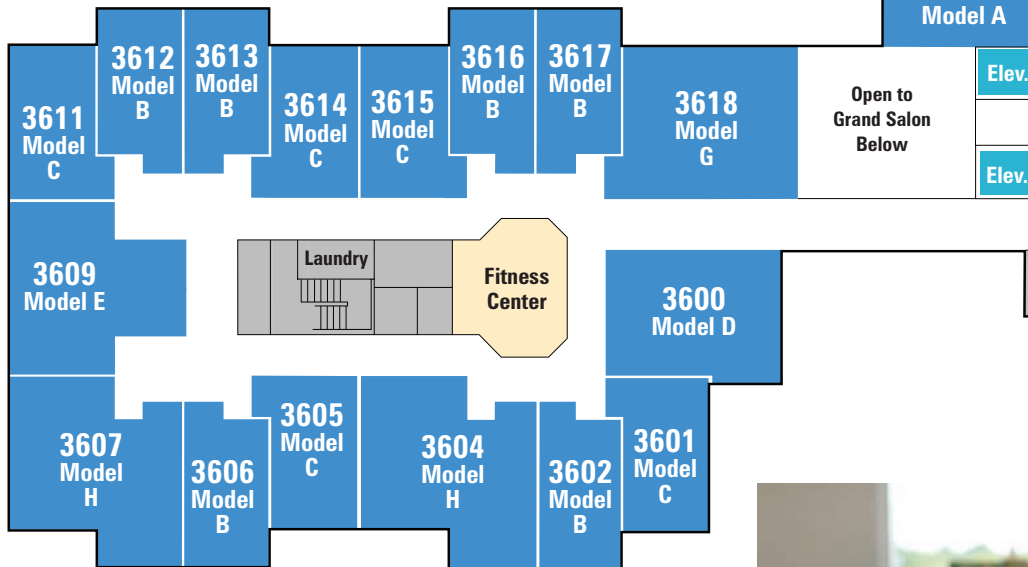 Model A
3612
Model
B
3613
Model
B
3616
Model
B
3617
Model
B
3611
Model
C
3614
Model
C
3615
Model
C
3618
Model
G
Open to
Grand Salon
Below
Elev.
Elev.
3609
Model E
Laundry
Fitness
Center
3600
Model D
3607
Model
H
3606
Model
B
3605
Model
C
3604
Model
H
3602
Model
B
3601
Model
C